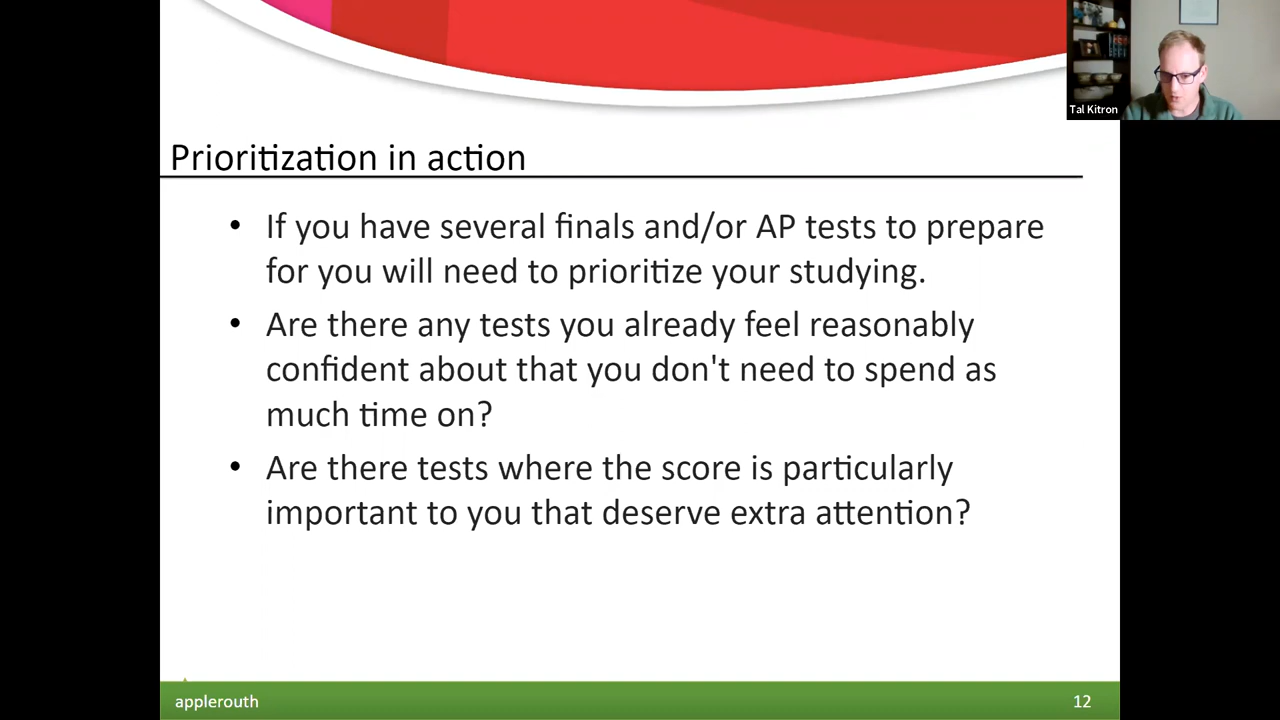 Tal Kitron
Prioritization in action
• If you have several finals and/or AP tests to prepare
for you will need to prioritize your studying.
• Are there any tests you already feel reasonably
confident about that you don't need to spend as
much time on?
• Are there tests where the score is particularly
important to you that deserve extra attention?
applerouth
12